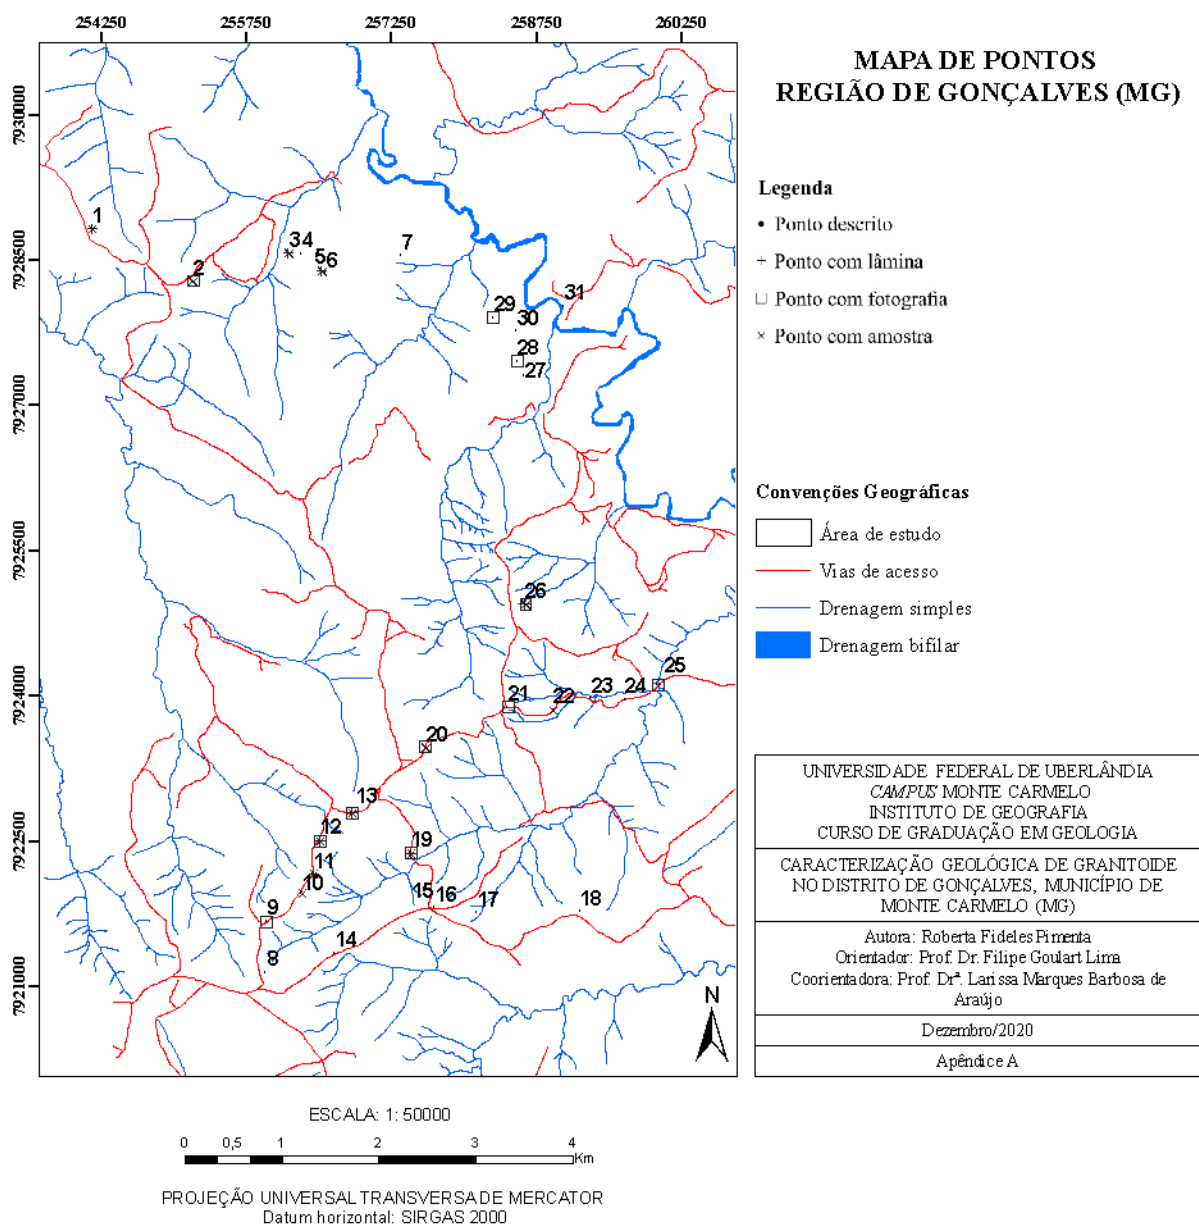 254250 255750 257250 258750 260250
MAPA DE PONTOS
REGIÃO DE GONÇALVES (MG)
7930000
7928500
7927000
7925500
7924000
7922500
7921000
1
2
34
56
7
29
30
31
28
27
26
25
24
23
22
21
20
13
12
19
11
10
15
16
17
18
9
14
8
N
Legenda
Ponto descrito
Ponto com lâmina
Ponto com fotografia
Ponto com amostra
Convenções Geográficas
Área de estudo
Vias de acesso
Drenagem simples
Drenagem bifilar
UNIVERSIDADE FEDERAL DE UBERLÂNDIA
CAMPUS MONTE CARMELO
INSTITUTO DE GEOGRAFIA
CURSO DE GRADUAÇÃO EM GEOLOGIA
CARACTERIZAÇÃO GEOLÓGICA DE GRANITOIDE
NO DISTRITO DE GONÇALVES, MUNICÍPIO DE
MONTE CARMELO (MG)
Autora: Roberta Fideles Pimenta
Orientador: Prof. Dr. Filipe Goulart Lima
Coorientadora: Prof. Drª. Larissa Marques Barbosa de
Araújo
Dezembro/2020
Apêndice A
ESCALA: 1: 50000
0 0,5 1 2 3 4
Km
PROJEÇÃO UNIVERSAL TRANSVERSA DE MERCATOR
Datum horizontal: SIRGAS 2000